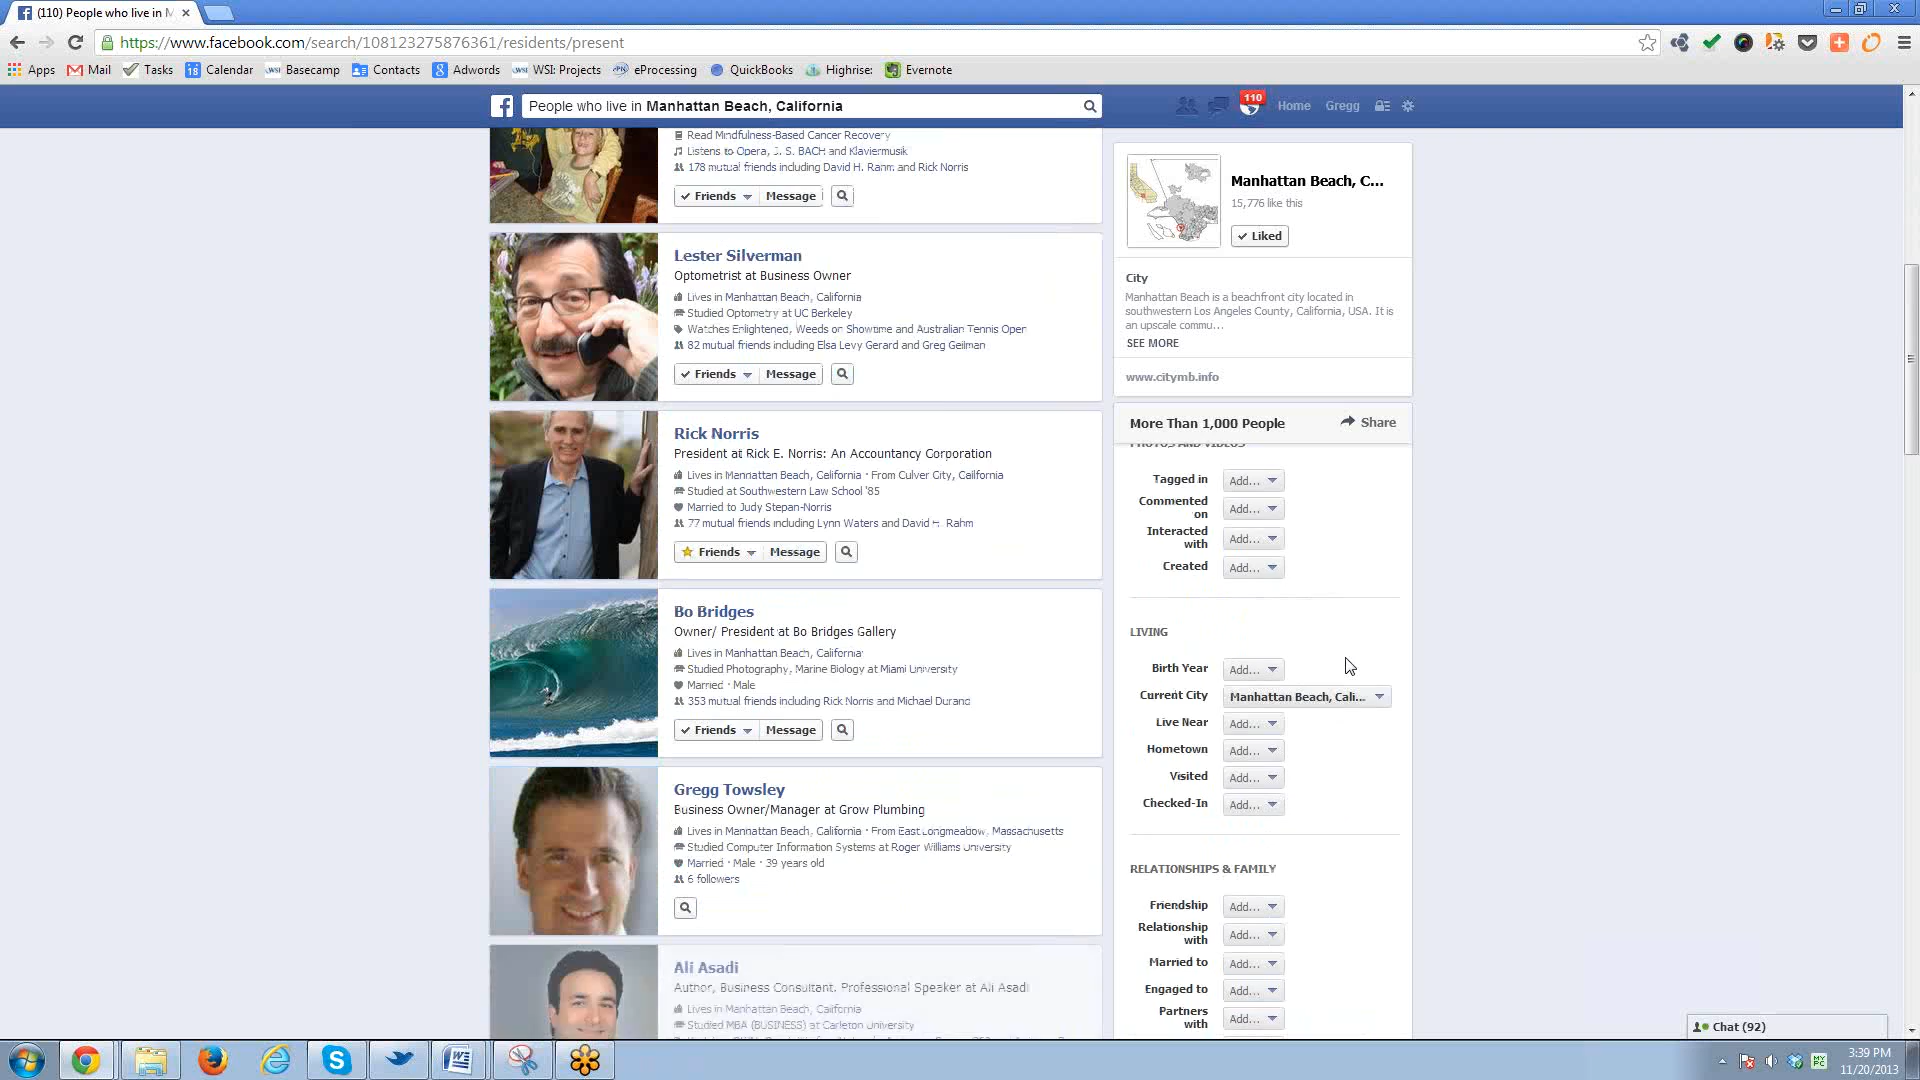 (110) People who live in M
https://www.facebook.com/search/108123275876361/residents/present
Apps Mail Tasks 18 Calendar WSI Basecamp Contacts 8 Adwords WSI WSI: Projects ePN eProcessing QuickBooks Highrise: Evernote
People who live in Manhattan Beach, California
110 Home Gregg
Read Mindfulness-Based Cancer Recovery
Listens to Opera, J. S. BACH and Klaviermusik
178 mutual friends including David H. Rahm and Rick Norris
Friends Message
Lester Silverman
Optometrist at Business Owner
Lives in Manhattan Beach, California
Studied Optometry at UC Berkeley
Watches Enlightened, Weeds on Showtime and Australian Tennis Open
82 mutual friends including Elsa Levy Gerard and Greg Geilman
Friends Message
Rick Norris
President at Rick E. Norris: An Accountancy Corporation
Lives in Manhattan Beach, California · From Culver City, California
Studied at Southwestern Law School '85
Married to Judy Stepan-Norris
77 mutual friends including Lynn Waters and David H. Rahm
Friends Message
Bo Bridges
Owner/ President at Bo Bridges Gallery
Lives in Manhattan Beach, California
Studied Photography, Marine Biology at Miami University
Married · Male
353 mutual friends including Rick Norris and Michael Durand
Friends Message
Gregg Towsley
Business Owner/Manager at Grow Plumbing
Lives in Manhattan Beach, California · From East Longmeadow, Massachusetts
Studied Computer Information Systems at Roger Williams University
Married · Male · 39 years old
6 followers
Ali Asadi
Author, Business Consultant, Professional Speaker at Ali Asadi
Lives in Manhattan Beach, California
Studied MBA (BUSINESS) at Carleton University
Manhattan Beach, C...
15,776 like this
Liked
City
Manhattan Beach is a beachfront city located in
southwestern Los Angeles County, California, USA. It is
an upscale commu...
SEE MORE
www.citymb.info
More Than 1,000 People Share
PHOTOS AND VIDEOS
Tagged in Add...
Commented
on Add...
Interacted
with Add...
Created Add...
LIVING
Birth Year Add...
Current City Manhattan Beach, Cali...
Live Near Add...
Hometown Add...
Visited Add...
Checked-In Add...
RELATIONSHIPS & FAMILY
Friendship Add...
Relationship
with Add...
Married to Add...
Engaged to Add...
Partners
with Add...
Chat (92)
MY
PC
3:39 PM
11/20/2013